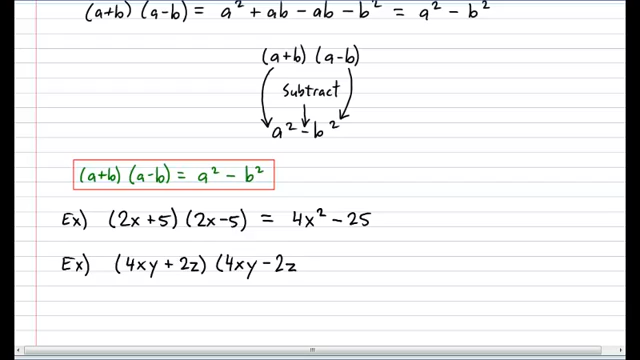 (a+b) (a-b) = a² + ab - ab - b² = a² - b²
(a+b) (a-b)
Subtract
a² - b²
(a+b) (a-b) = a² - b²
Ex) (2x+5) (2x-5) = 4x² - 25
Ex) (4xy + 2z) (4xy - 2z